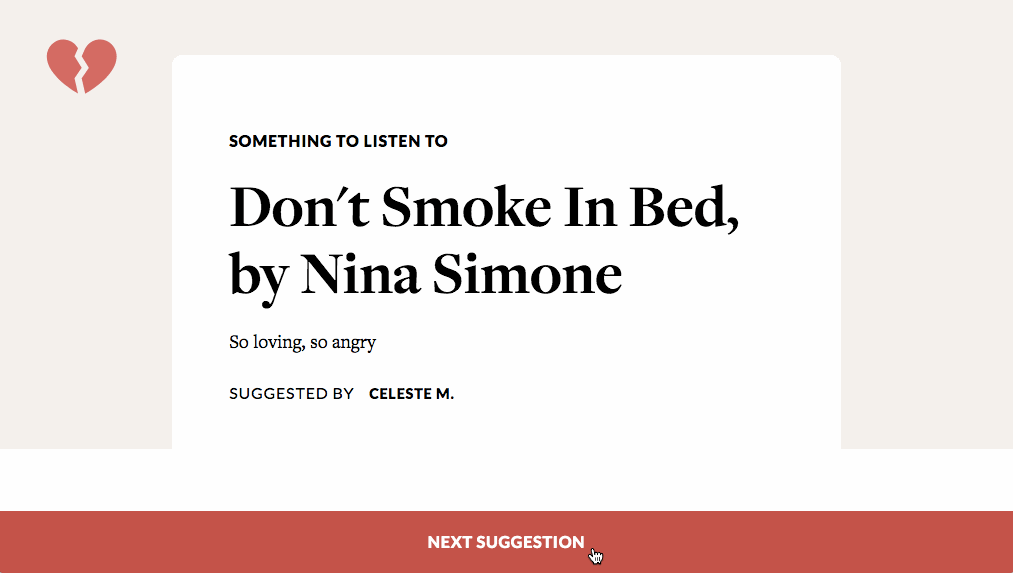 SOMETHING TO LISTEN TO
Don't Smoke In Bed,
by Nina Simone
So loving, so angry
SUGGESTED BY CELESTE M.
NEXT SUGGESTION